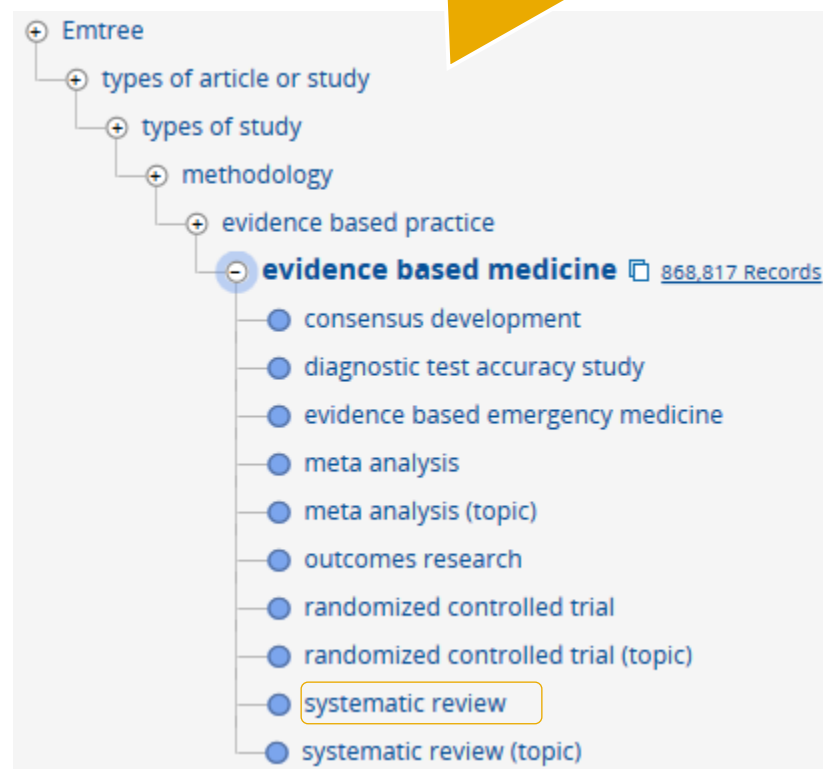 Emtree
types of article or study
types of study
methodology
evidence based practice
evidence based medicine 868,817 Records
consensus development
diagnostic test accuracy study
evidence based emergency medicine
meta analysis
meta analysis (topic)
outcomes research
randomized controlled trial
randomized controlled trial (topic)
systematic review
systematic review (topic)